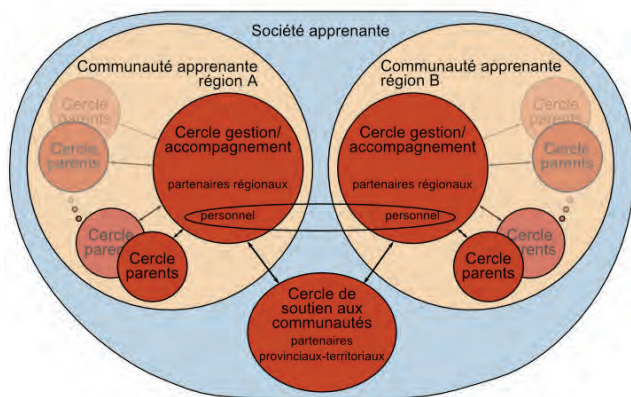 Société apprenante
Communauté apprenante
région A
Cercle
parents
Cercle
parents
Cercle
parents
Cercle
parents
Cercle gestion/
accompagnement
partenaires régionaux
personnel
Communauté apprenante
région B
Cercle gestion/
accompagnement
partenaires régionaux
personnel
Cercle
parents
Cercle
parents
Cercle
parents
Cercle
parents
Cercle de
soutien aux
communautés
partenaires
provinciaux-territoriaux